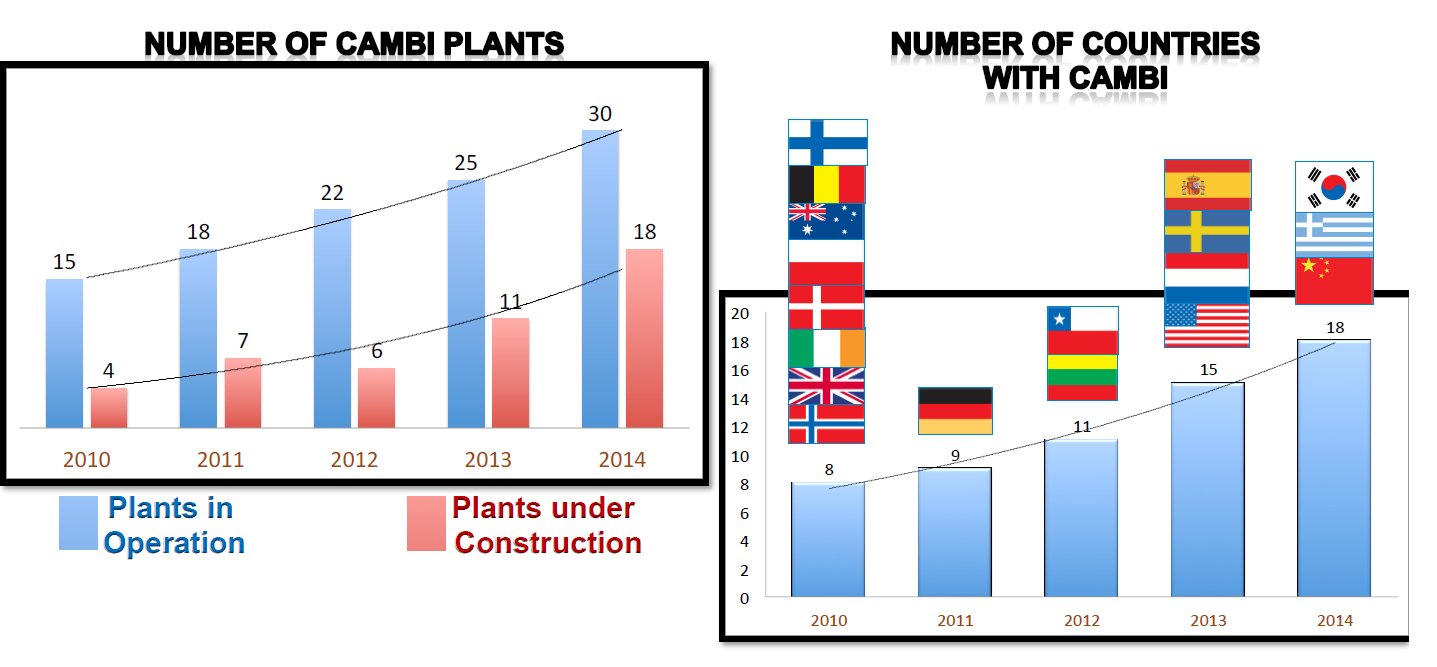 NUMBER OF CAMBI PLANTS
15
4
18
7
22
6
25
11
30
18
2010 2011 2012 2013 2014
Plants in
Operation
Plants under
Construction
NUMBER OF COUNTRIES
WITH CAMBI
20
18
16
14
12
10
8
6
4
2
0
8
9
11
15
18
2010 2011 2012 2013 2014